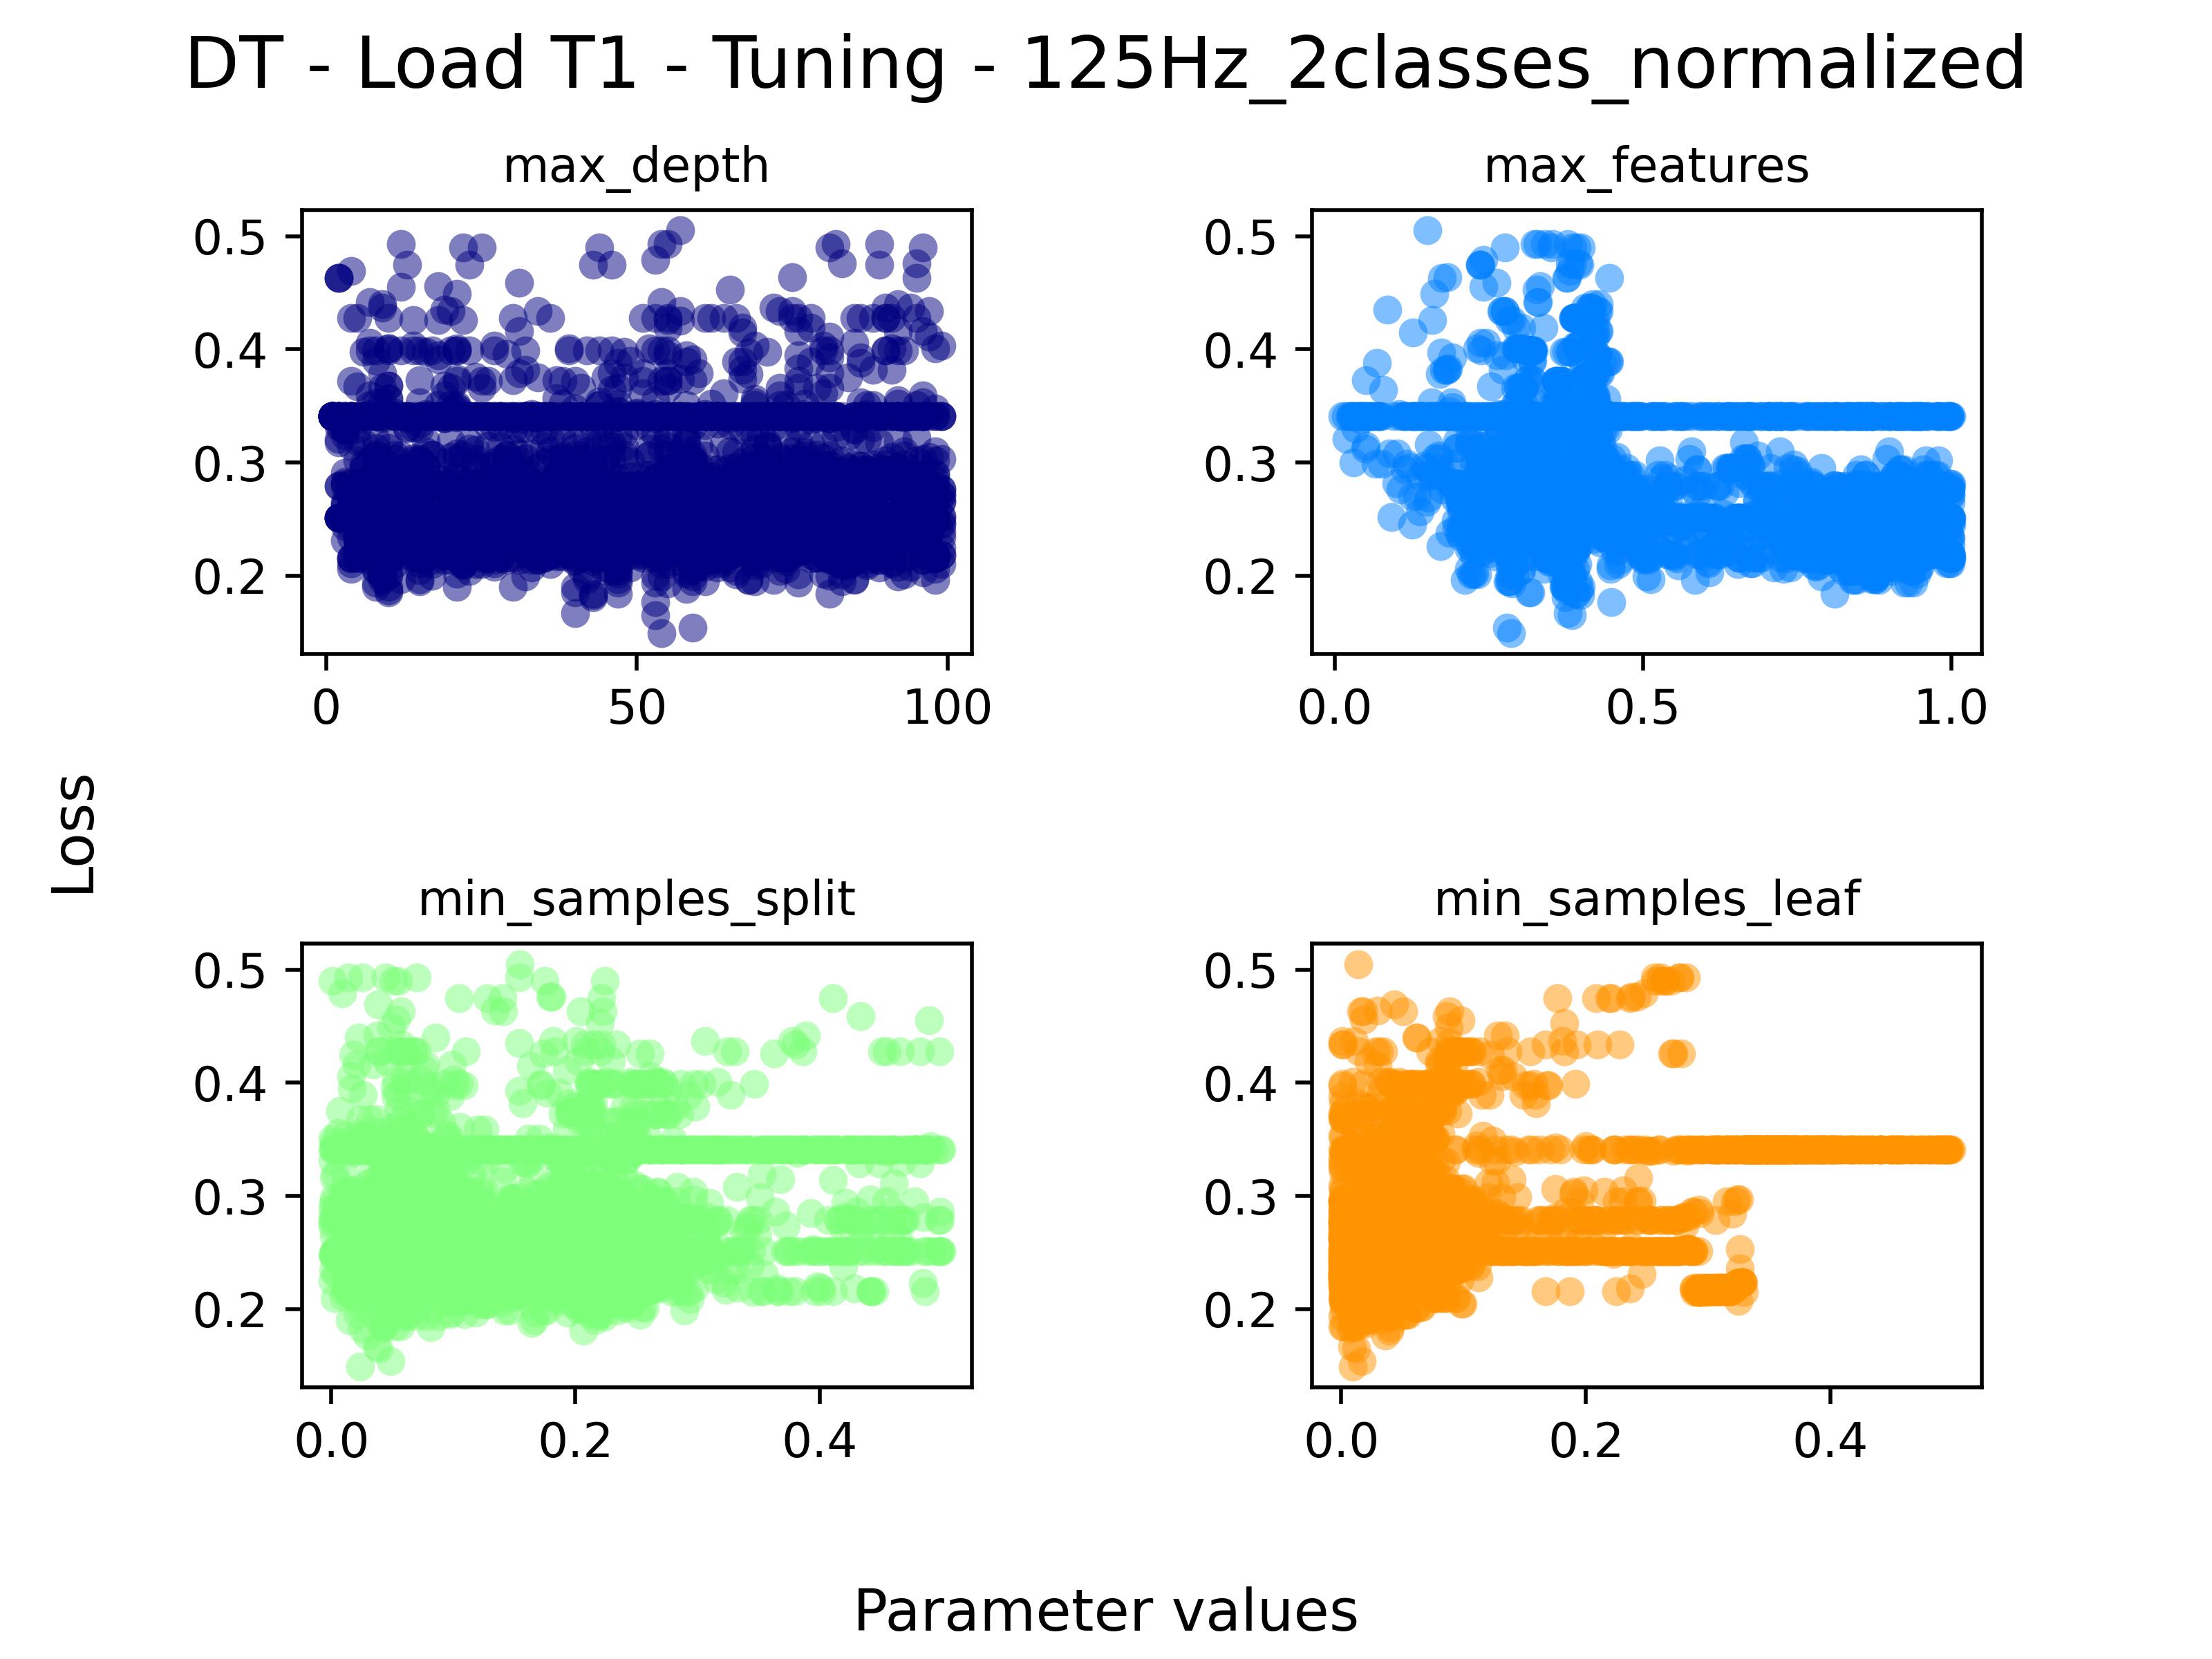 DT - Load T1 - Tuning - 125Hz_2classes_normalized
max_depth
0.5
0.4
0.3
0.2
0 50 100
max_features
0.5
0.4
0.3
0.2
0.0 0.5 1.0
Loss
min_samples_split
0.5
0.4
0.3
0.2
0.0 0.2 0.4
min_samples_leaf
0.5
0.4
0.3
0.2
0.0 0.2 0.4
Parameter values